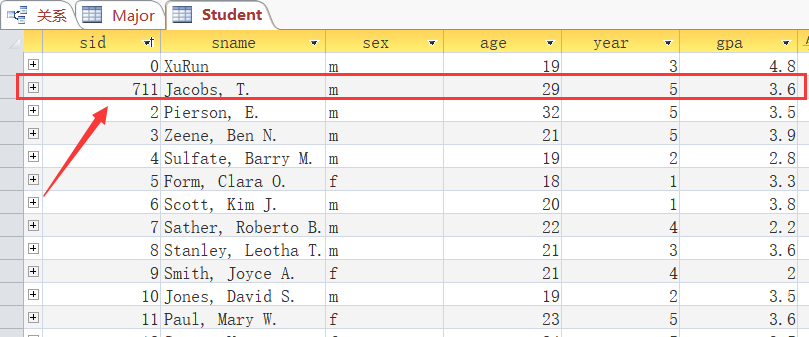 关系 Major Student
sid sname sex age year gpa
0 XuRun m 19 3 4.8
711 Jacobs, T. m 29 5 3.6
2 Pierson, E. m 32 5 3.5
3 Zeene, Ben N. m 21 5 3.9
4 Sulfate, Barry M. m 19 2 2.8
5 Form, Clara O. f 18 1 3.3
6 Scott, Kim J. m 20 1 3.8
7 Sather, Roberto B. m 22 4 2.2
8 Stanley, Leotha T. m 21 3 3.6
9 Smith, Joyce A. f 21 4 2
10 Jones, David S. m 19 2 3.5
11 Paul, Mary W. f 23 5 3.6